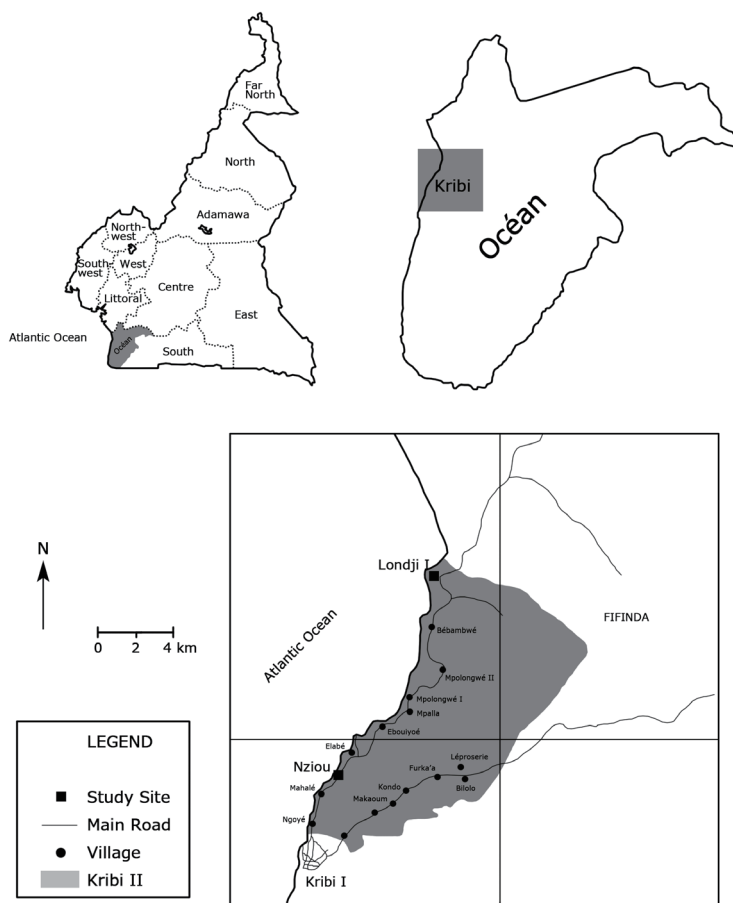 Far
North
North
Adamawa
North-
west
West
South-
west
Littoral
Centre
East
South
Océan
Atlantic Ocean
Kribi
Océan
N
0 2 4 km
LEGEND
Study Site
Main Road
Village
Kribi II
Atlantic Ocean
Londji I
FIFINDA
Bébambwé
Mpolongwé II
Mpolongwé I
Mpalla
Ebouiyoé
Elabé
Nziou
Mahalé
Ngoyé
Léproserie
Furka'a
Bilolo
Kondo
Makaoum
Kribi I